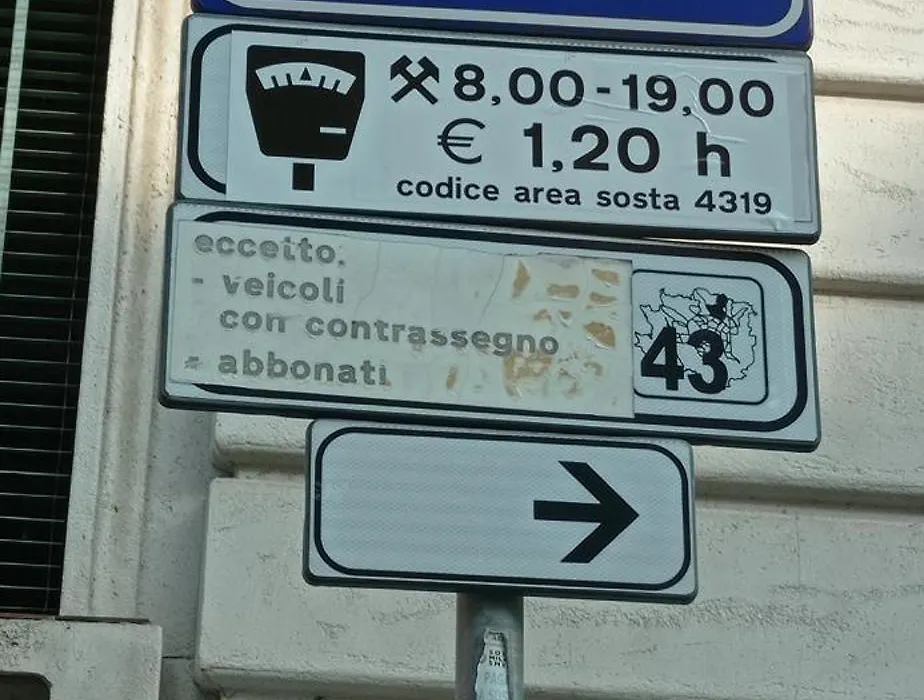 8,00-19,00
€ 1,20 h
codice area sosta 4319
eccetto.
- veicoli
con contrassegno
- abbonati
43